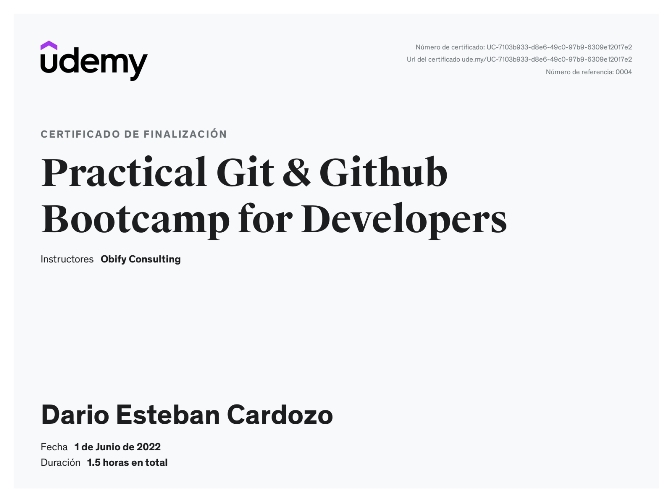 udemy
Número de certificado: UC-7103b933-d8e6-49c0-97b9-6309e12017e2
Url del certificado: ude.my/UC-7103b933-d8e6-49c0-97b9-6309e12017e2
Número de referencia: 0004
CERTIFICADO DE FINALIZACIÓN
Practical Git & Github
Bootcamp for Developers
Instructores Obify Consulting
Dario Esteban Cardozo
Fecha 1 de Junio de 2022
Duración 1.5 horas en total